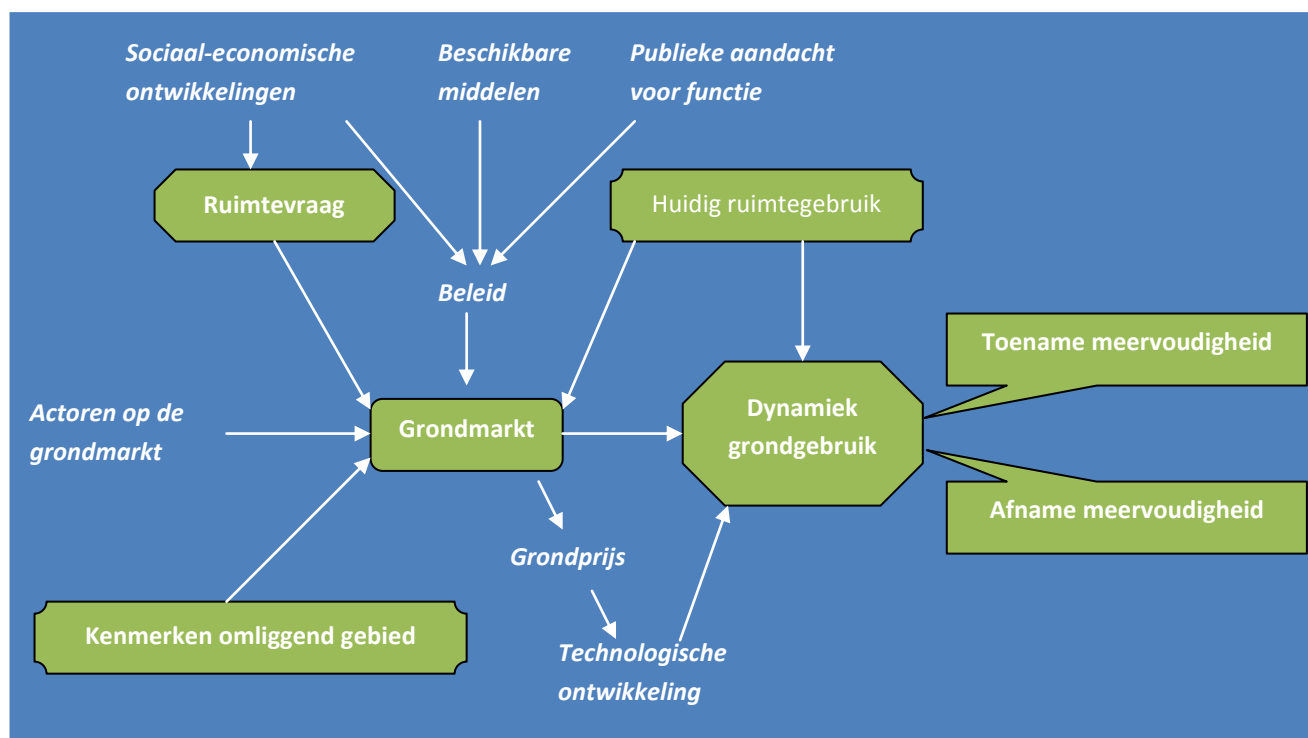 Sociaal-economische
ontwikkelingen
Beschikbare
middelen
Publieke aandacht
voor functie
Ruimtevraag
Huidig ruimtegebruik
Beleid
Toename meervoudigheid
Actoren op de
grondmarkt
Grondmarkt
Dynamiek
grondgebruik
Afname meervoudigheid
Grondprijs
Kenmerken omliggend gebied
Technologische
ontwikkeling